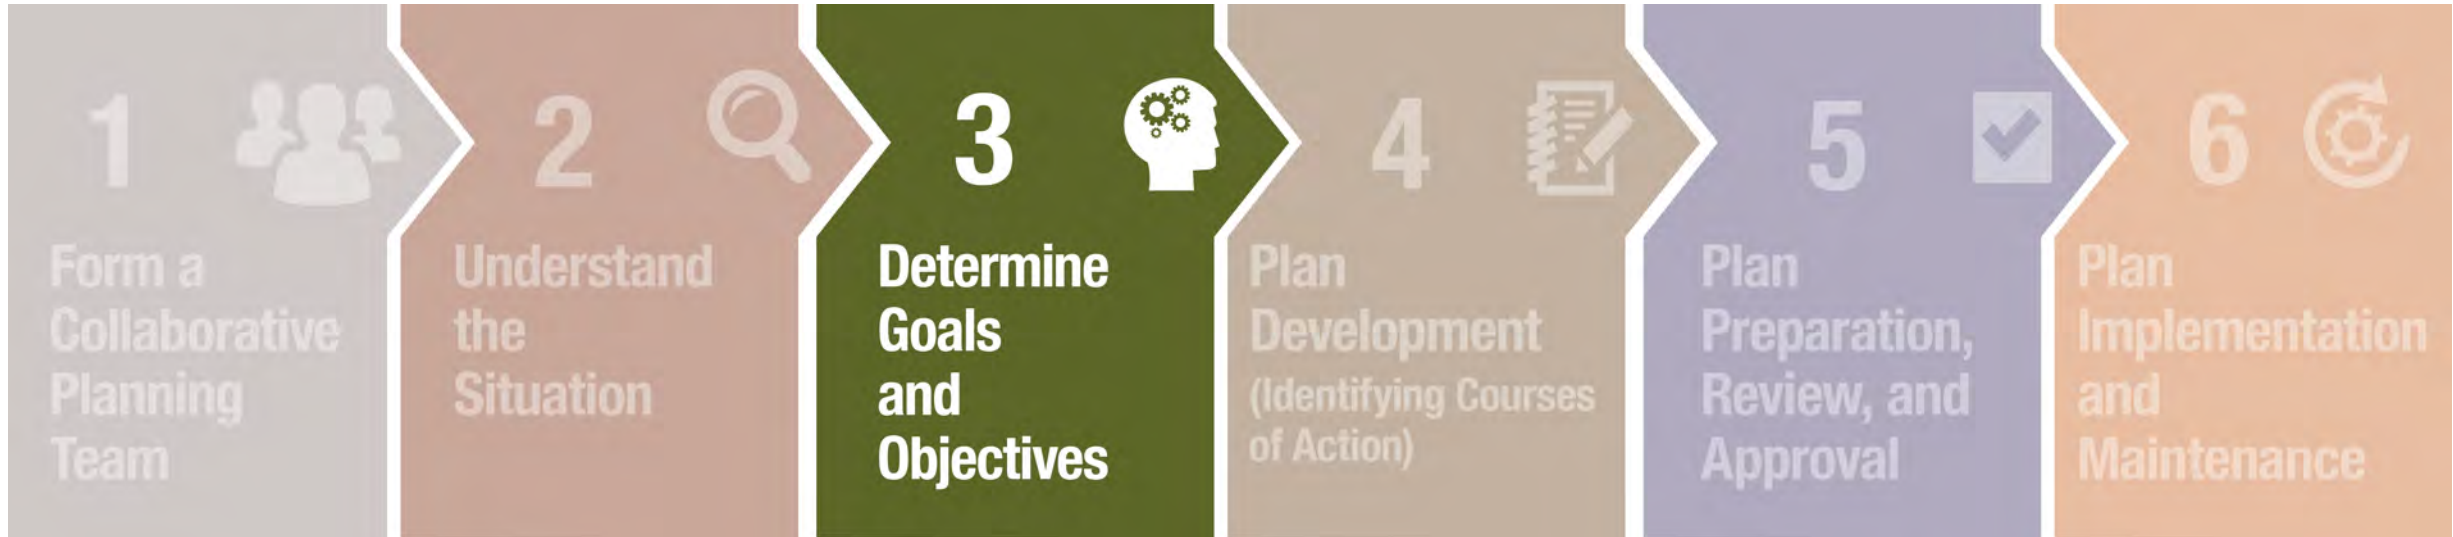 1
Form a
Collaborative
Planning
Team
2
Understand
the
Situation
3
Determine
Goals
and
Objectives
4
Plan
Development
(Identifying Courses
of Action)
5
Plan
Preparation,
Review, and
Approval
6
Plan
Implementation
and
Maintenance